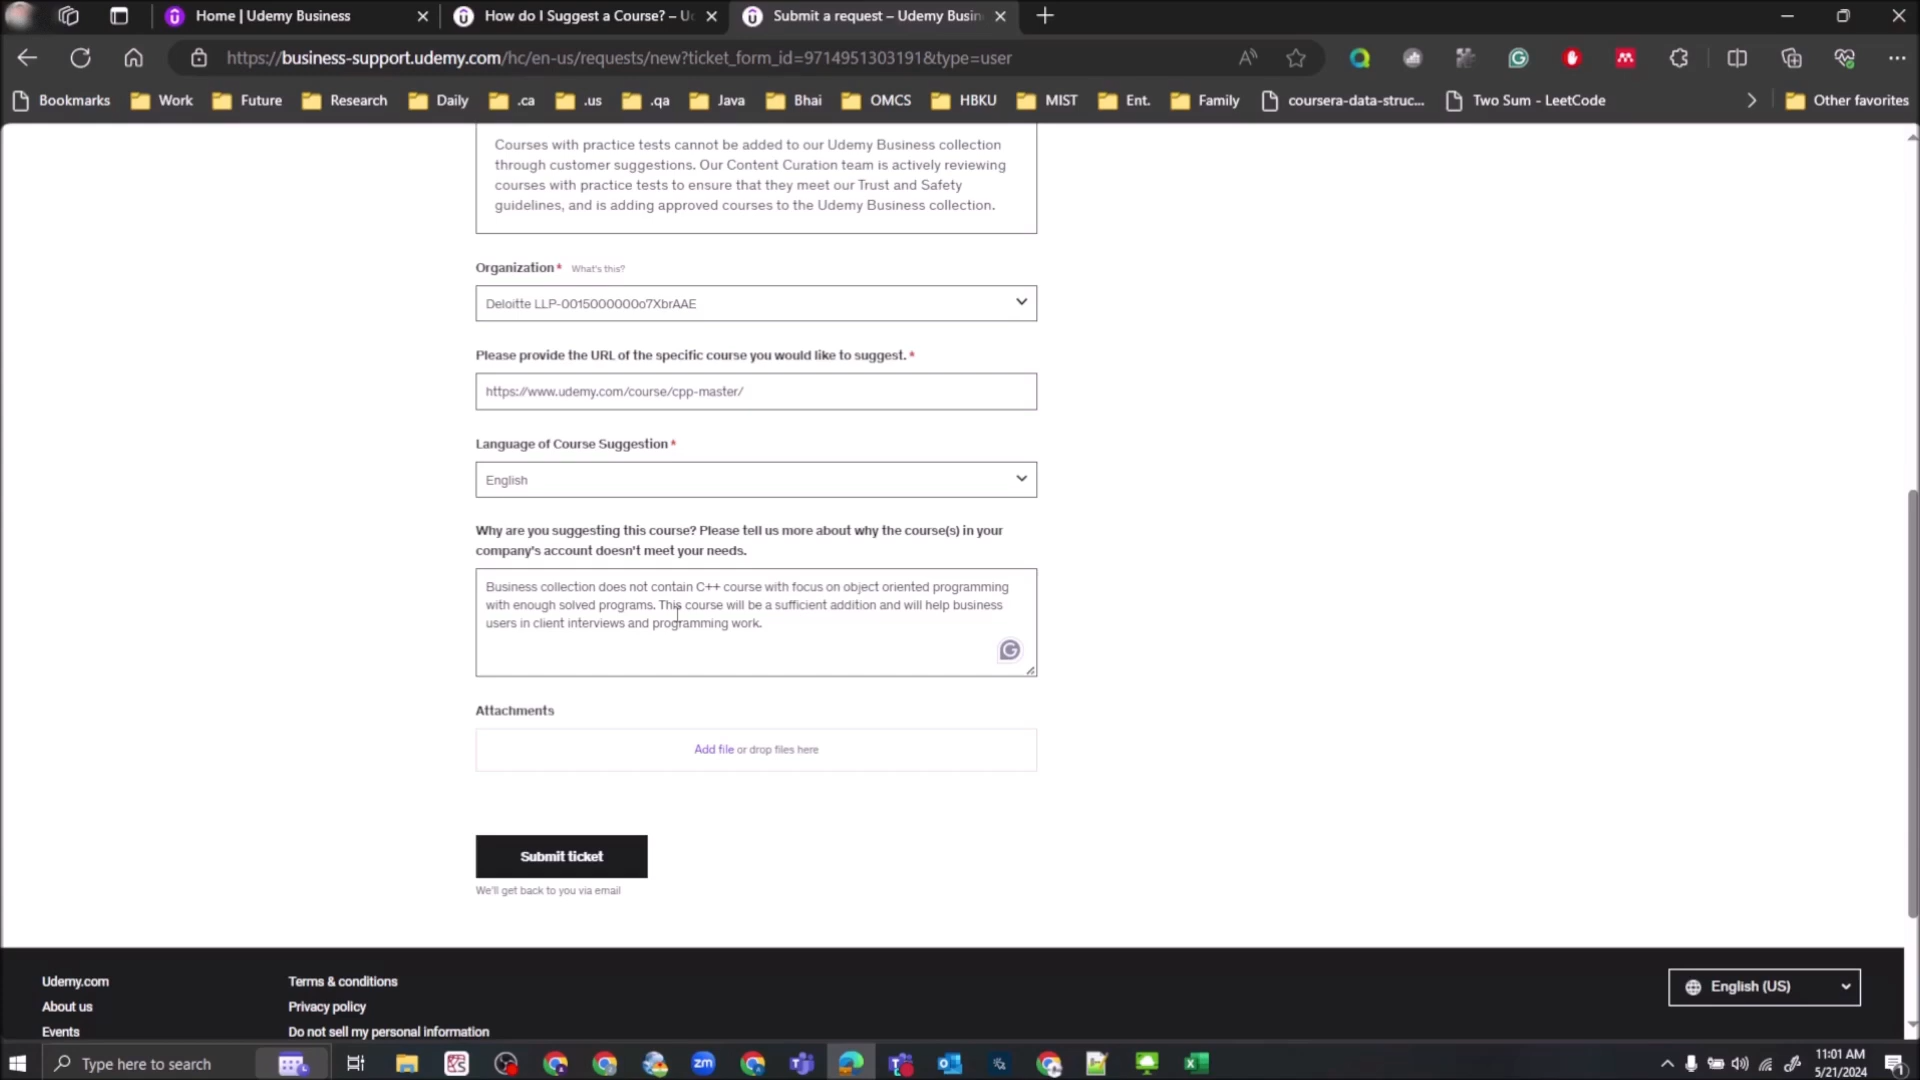 Home | Udemy Business
How do I Suggest a Course? – U
Submit a request – Udemy Busin
https://business-support.udemy.com/hc/en-us/requests/new?ticket_form_id=9714951303191&type=user
Bookmarks Work Future Research Daily .ca .us .qa Java Bhai OMCS HBKU MIST Ent. Family coursera-data-struc... Two Sum - LeetCode Other favorites
Courses with practice tests cannot be added to our Udemy Business collection
through customer suggestions. Our Content Curation team is actively reviewing
courses with practice tests to ensure that they meet our Trust and Safety
guidelines, and is adding approved courses to the Udemy Business collection.
Organization* What's this?
Deloitte LLP-0015000000o7XbrAAE
Please provide the URL of the specific course you would like to suggest.*
https://www.udemy.com/course/cpp-master/
Language of Course Suggestion*
English
Why are you suggesting this course? Please tell us more about why the course(s) in your
company's account doesn't meet your needs.
Business collection does not contain C++ course with focus on object oriented programming
with enough solved programs. This course will be a sufficient addition and will help business
users in client interviews and programming work.
Attachments
Add file or drop files here
Submit ticket
We'll get back to you via email
Udemy.com
About us
Events
Terms & conditions
Privacy policy
Do not sell my personal information
English (US)
Type here to search
zm
11:01 AM
5/21/2024